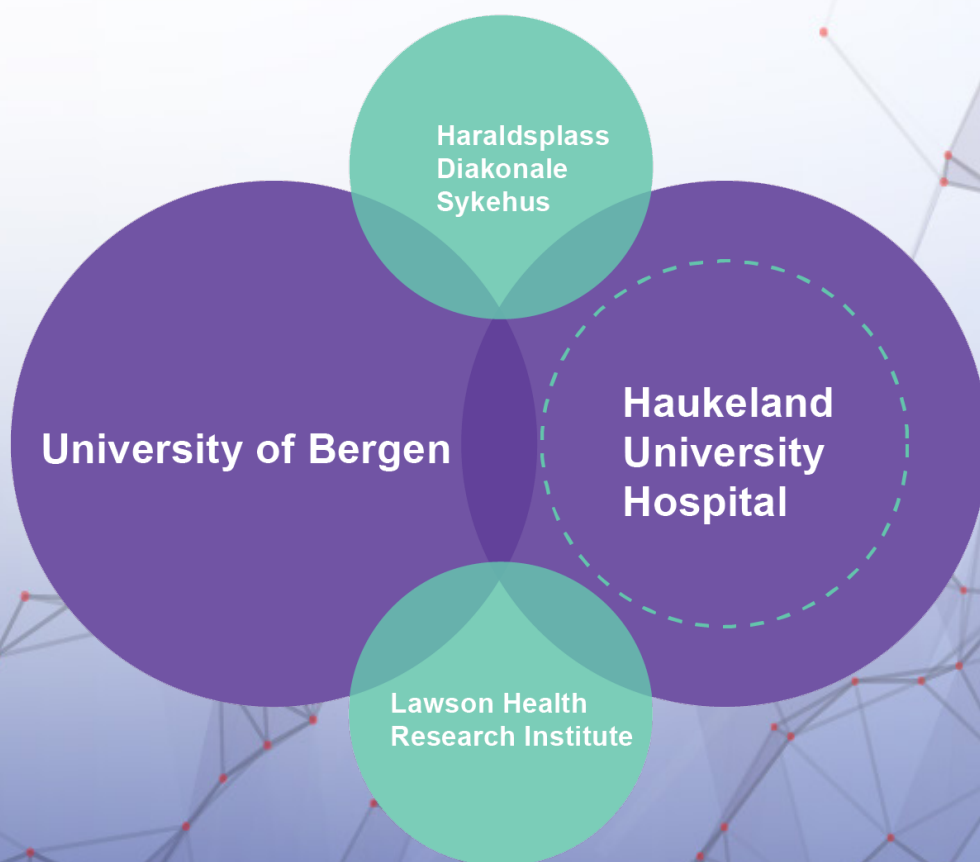 Haraldsplass
Diakonale
Sykehus
University of Bergen
Haukeland
University
Hospital
Lawson Health
Research Institute